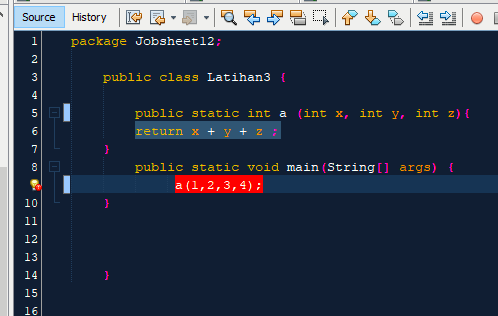 Source History
1 package Jobsheet12;
2
3 public class Latihan3 {
4
5 public static int a (int x, int y, int z){
6 return x + y + z ;
7 }
8 public static void main(String[] args) {
a(1,2,3,4);
10 }
11
12
13
14 }
15
16